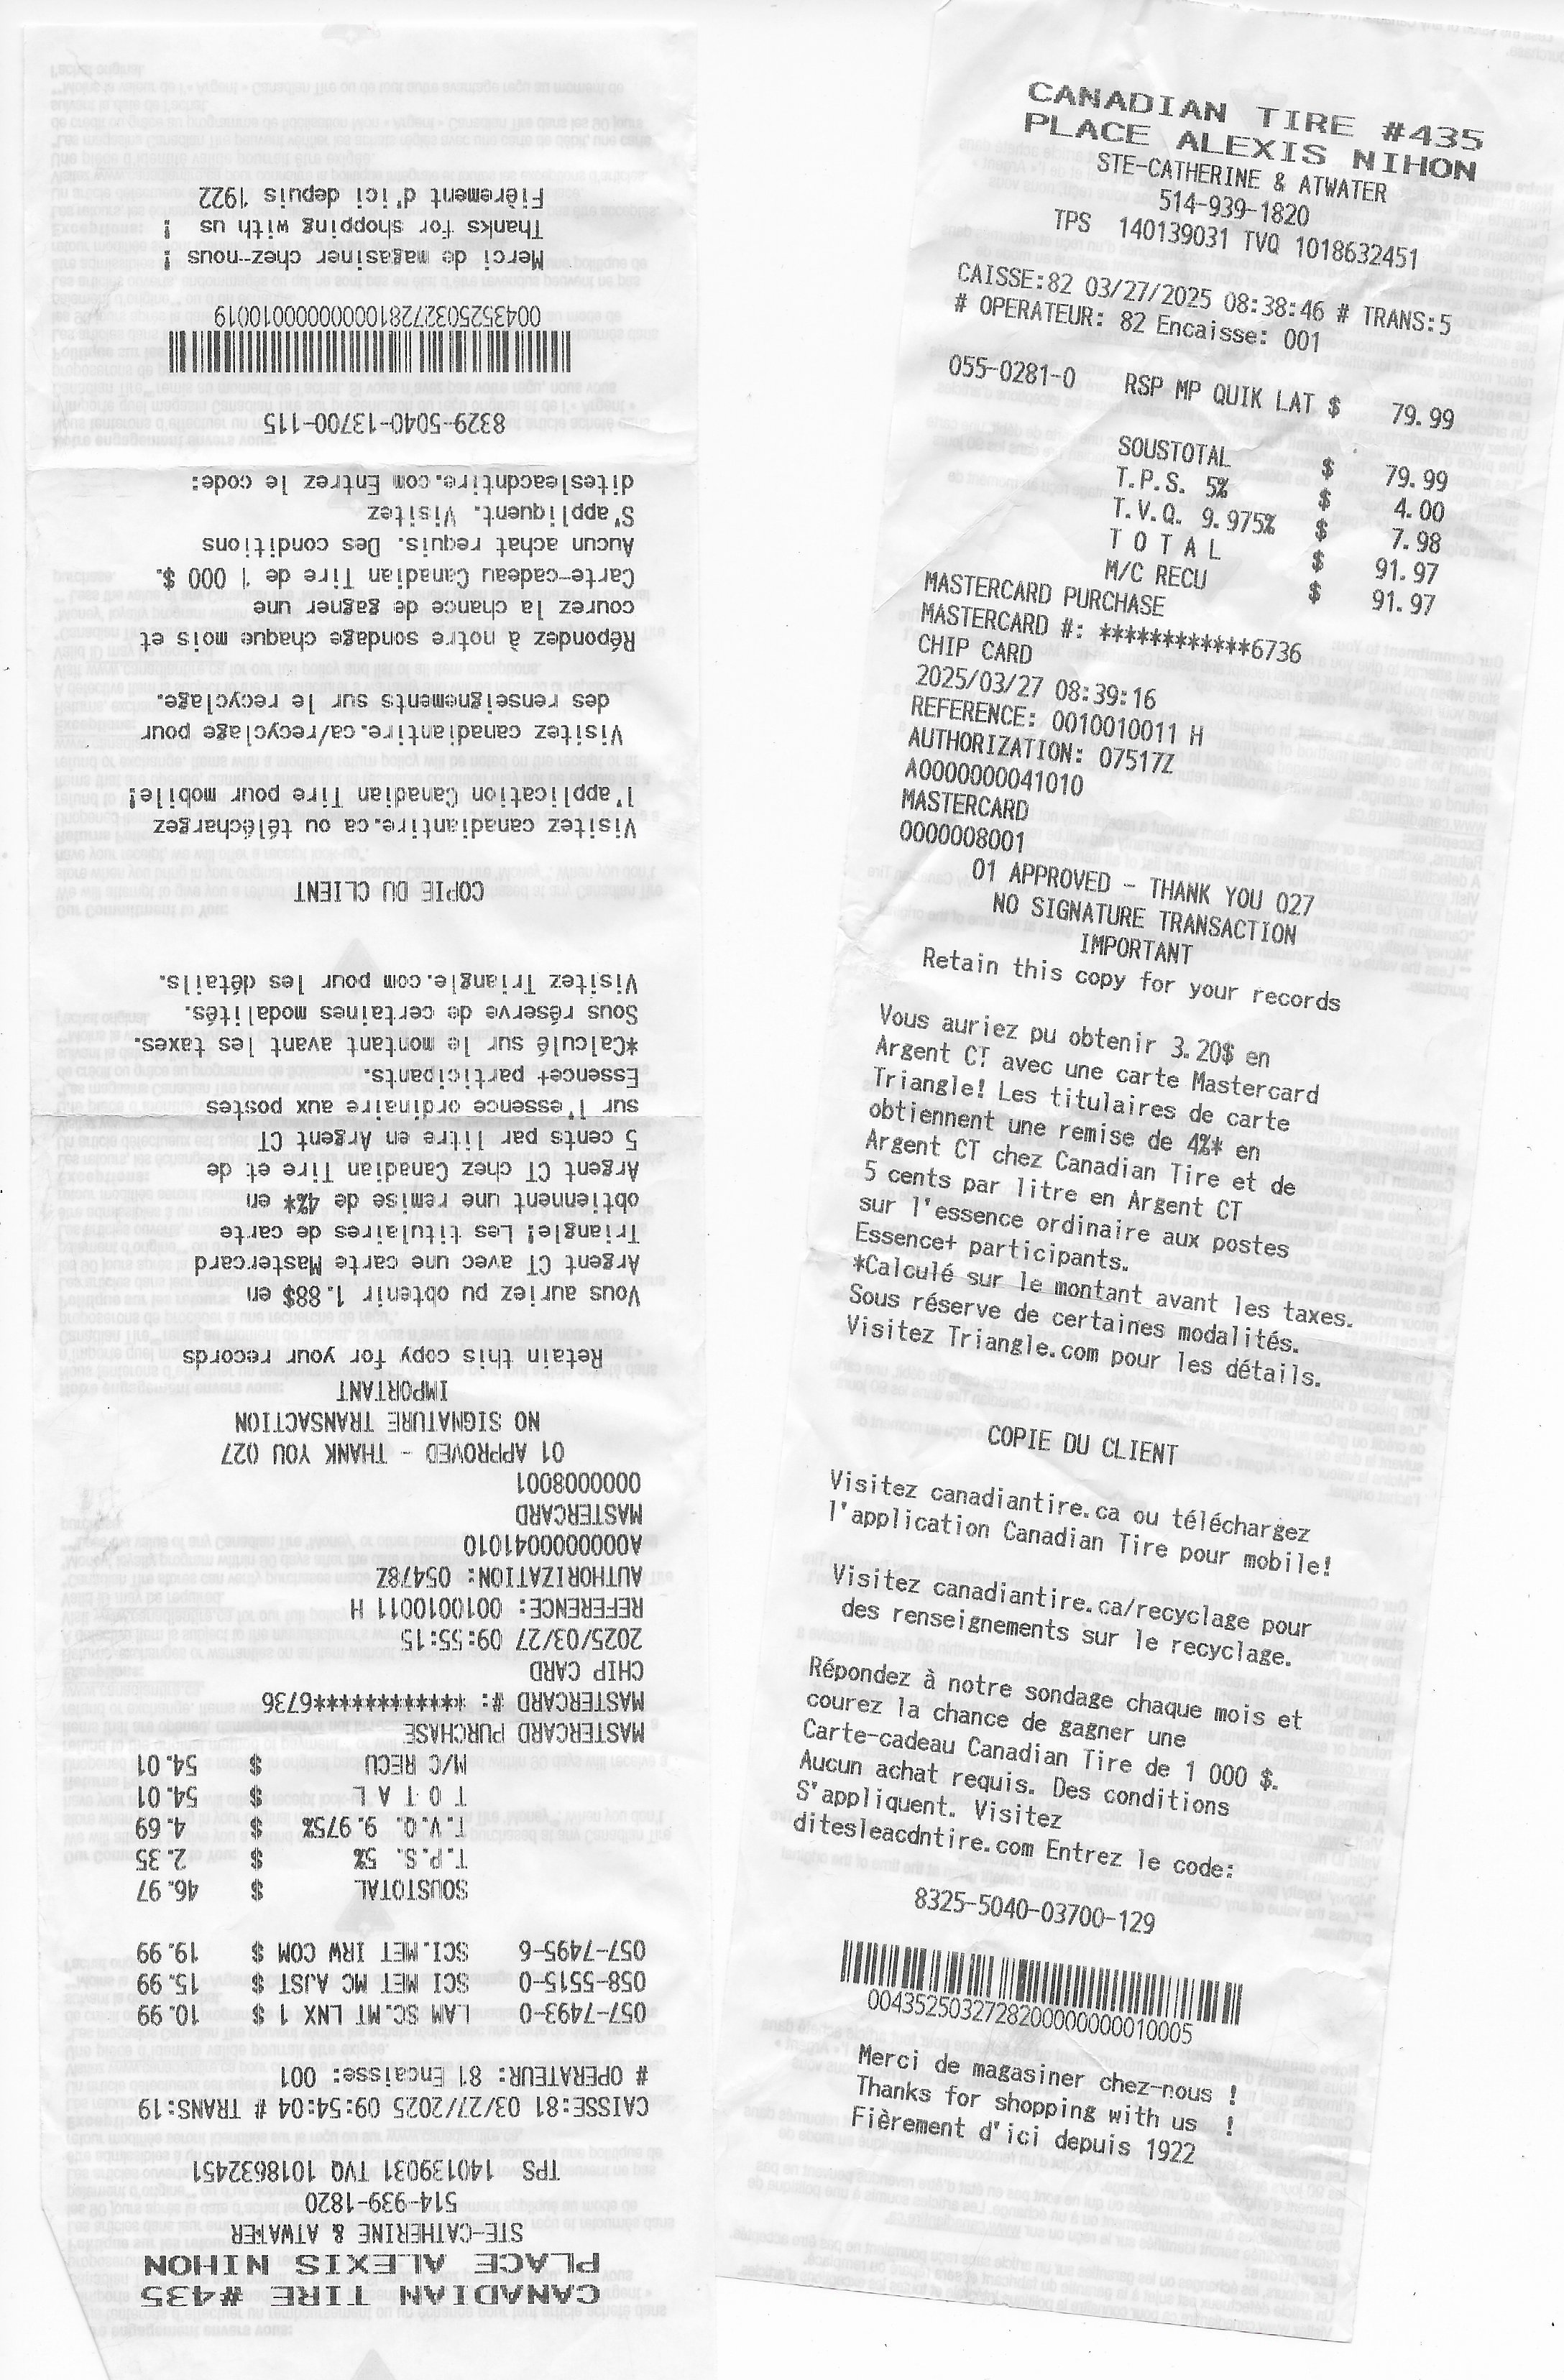 CANADIAN TIRE #435
PLACE ALEXIS NIHON
STE-CATHERINE & ATWATER
514-939-1820
TPS 140139031 TVQ 1018632451
CAISSE:81 03/27/2025 09:54:04 # TRANS:19
# OPERATEUR: 81 Encaisse: 001
057-7493-0 LAM SC.MT LNX 1 $ 10.99
058-5515-0 SCI MET MC AJST $ 15.99
057-7495-6 SCI.MET IRW COM $ 19.99
SOUSTOTAL $ 46.97
T.P.S. 5% $ 2.35
T.V.Q. 9.975% $ 4.69
T O T A L $ 54.01
M/C RECU $ 54.01
MASTERCARD PURCHASE
MASTERCARD #: ************6736
CHIP CARD
2025/03/27 09:55:15
REFERENCE: 0010010011 H
AUTHORIZATION: 05478Z
A0000000041010
MASTERCARD
0000008001
01 APPROVED - THANK YOU 027
NO SIGNATURE TRANSACTION
IMPORTANT
Retain this copy for your records
Vous auriez pu obtenir 1.88$ en
Argent CT avec une carte Mastercard
Triangle! Les titulaires de carte
obtiennent une remise de 4%* en
Argent CT chez Canadian Tire et de
5 cents par litre en Argent CT
sur l'essence ordinaire aux postes
Essence+ participants.
*Calculé sur le montant avant les taxes.
Sous réserve de certaines modalités.
Visitez Triangle.com pour les détails.
COPIE DU CLIENT
Visitez canadiantire.ca ou téléchargez
l'application Canadian Tire pour mobile!
Visitez canadiantire.ca/recyclage pour
des renseignements sur le recyclage.
Répondez à notre sondage chaque mois et
courez la chance de gagner une
Carte-cadeau Canadian Tire de 1 000 $.
Aucun achat requis. Des conditions
S'appliquent. Visitez
ditesleacdntire.com Entrez le code:
8329-5040-13700-115
0043525032728100000000010019
Merci de magasiner chez-nous !
Thanks for shopping with us !
Fièrement d'ici depuis 1922
CANADIAN TIRE #435
PLACE ALEXIS NIHON
STE-CATHERINE & ATWATER
514-939-1820
TPS 140139031 TVQ 1018632451
CAISSE:82 03/27/2025 08:38:46 # TRANS:5
# OPERATEUR: 82 Encaisse: 001
055-0281-0 RSP MP QUIK LAT $ 79.99
SOUSTOTAL $ 79.99
T.P.S. 5% $ 4.00
T.V.Q. 9.975% $ 7.98
T O T A L $ 91.97
M/C RECU $ 91.97
MASTERCARD PURCHASE
MASTERCARD #: ************6736
CHIP CARD
2025/03/27 08:39:16
REFERENCE: 0010010011 H
AUTHORIZATION: 07517Z
A0000000041010
MASTERCARD
0000008001
01 APPROVED - THANK YOU 027
NO SIGNATURE TRANSACTION
IMPORTANT
Retain this copy for your records
Vous auriez pu obtenir 3.20$ en
Argent CT avec une carte Mastercard
Triangle! Les titulaires de carte
obtiennent une remise de 4%* en
Argent CT chez Canadian Tire et de
5 cents par litre en Argent CT
sur l'essence ordinaire aux postes
Essence+ participants.
*Calculé sur le montant avant les taxes.
Sous réserve de certaines modalités.
Visitez Triangle.com pour les détails.
COPIE DU CLIENT
Visitez canadiantire.ca ou téléchargez
l'application Canadian Tire pour mobile!
Visitez canadiantire.ca/recyclage pour
des renseignements sur le recyclage.
Répondez à notre sondage chaque mois et
courez la chance de gagner une
Carte-cadeau Canadian Tire de 1 000 $.
Aucun achat requis. Des conditions
S'appliquent. Visitez
ditesleacdntire.com Entrez le code:
8325-5040-03700-129
0043525032728200000000010005
Merci de magasiner chez-nous !
Thanks for shopping with us !
Fièrement d'ici depuis 1922